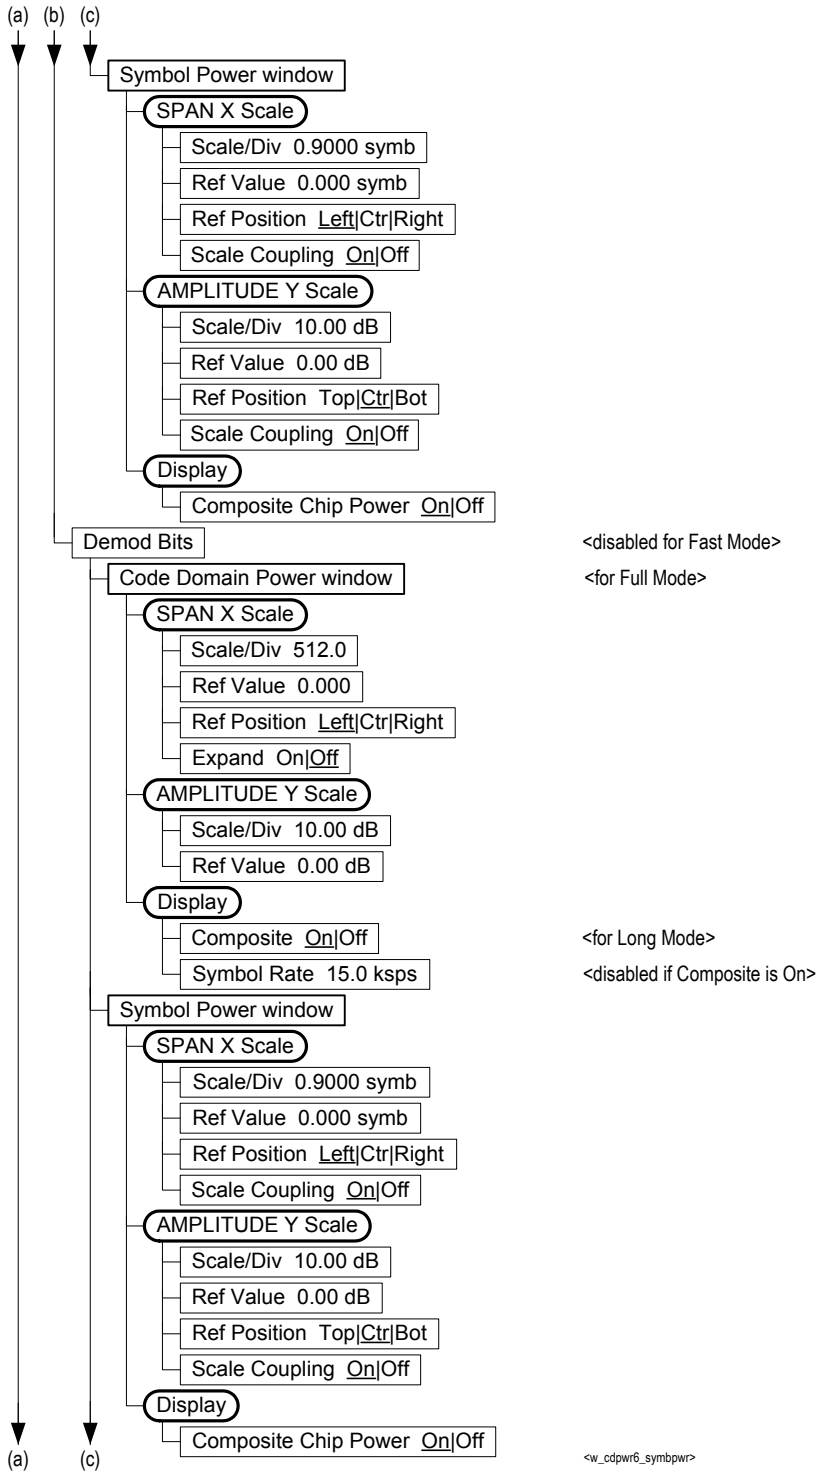 (a) (b) (c)
Symbol Power window
SPAN X Scale
Scale/Div 0.9000 symb
Ref Value 0.000 symb
Ref Position Left|Ctr|Right
Scale Coupling On|Off
AMPLITUDE Y Scale
Scale/Div 10.00 dB
Ref Value 0.00 dB
Ref Position Top|Ctr|Bot
Scale Coupling On|Off
Display
Composite Chip Power On|Off
Demod Bits <disabled for Fast Mode>
Code Domain Power window <for Full Mode>
SPAN X Scale
Scale/Div 512.0
Ref Value 0.000
Ref Position Left|Ctr|Right
Expand On|Off
AMPLITUDE Y Scale
Scale/Div 10.00 dB
Ref Value 0.00 dB
Display
Composite On|Off <for Long Mode>
Symbol Rate 15.0 ksps <disabled if Composite is On>
Symbol Power window
SPAN X Scale
Scale/Div 0.9000 symb
Ref Value 0.000 symb
Ref Position Left|Ctr|Right
Scale Coupling On|Off
AMPLITUDE Y Scale
Scale/Div 10.00 dB
Ref Value 0.00 dB
Ref Position Top|Ctr|Bot
Scale Coupling On|Off
Display
Composite Chip Power On|Off
(a) (c) <w_cdpwr6_symbpwr>